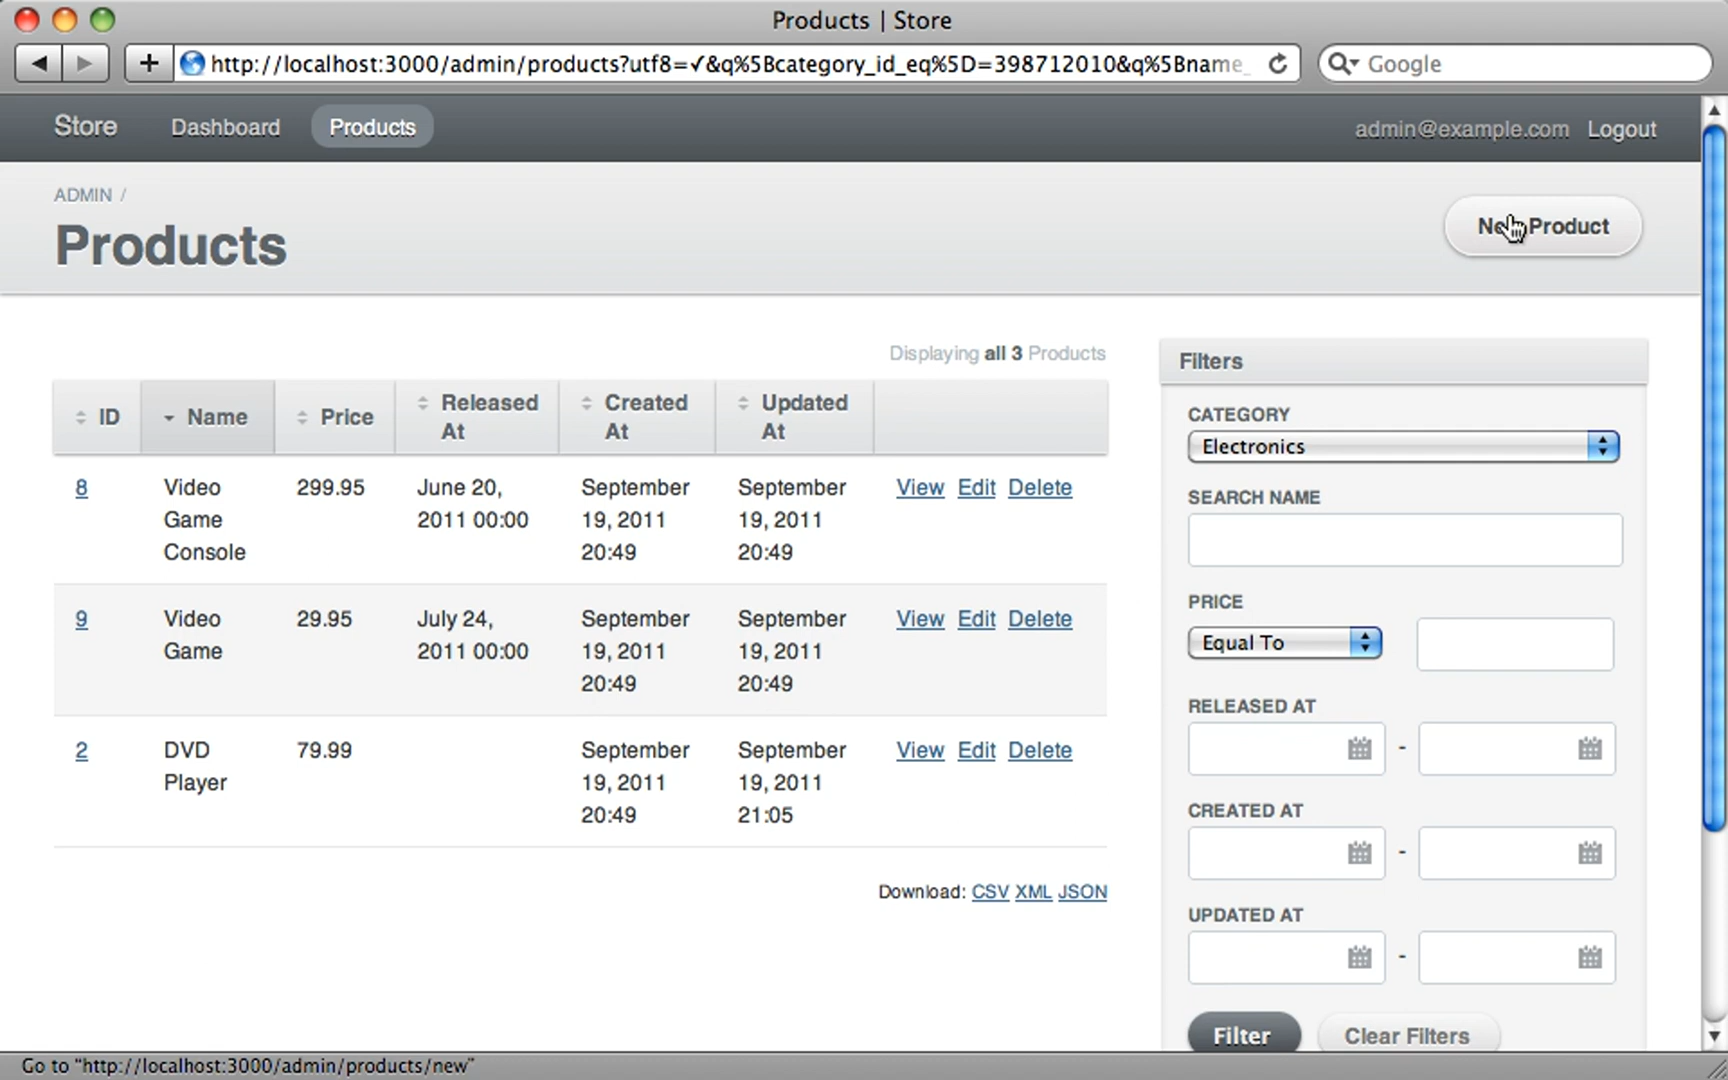 Products | Store
http://localhost:3000/admin/products?utf8=✓&q%5Bcategory_id_eq%5D=398712010&q%5Bname_
Google
Store Dashboard Products admin@example.com Logout
ADMIN /
Products
New Product
Displaying all 3 Products
ID Name Price Released At Created At Updated At
8 Video Game Console 299.95 June 20, 2011 00:00 September 19, 2011 20:49 September 19, 2011 20:49 View Edit Delete
9 Video Game 29.95 July 24, 2011 00:00 September 19, 2011 20:49 September 19, 2011 20:49 View Edit Delete
2 DVD Player 79.99 September 19, 2011 20:49 September 19, 2011 21:05 View Edit Delete
Download: CSV XML JSON
Filters
CATEGORY
Electronics
SEARCH NAME
PRICE
Equal To
RELEASED AT
-
CREATED AT
-
UPDATED AT
-
Filter Clear Filters
Go to "http://localhost:3000/admin/products/new"